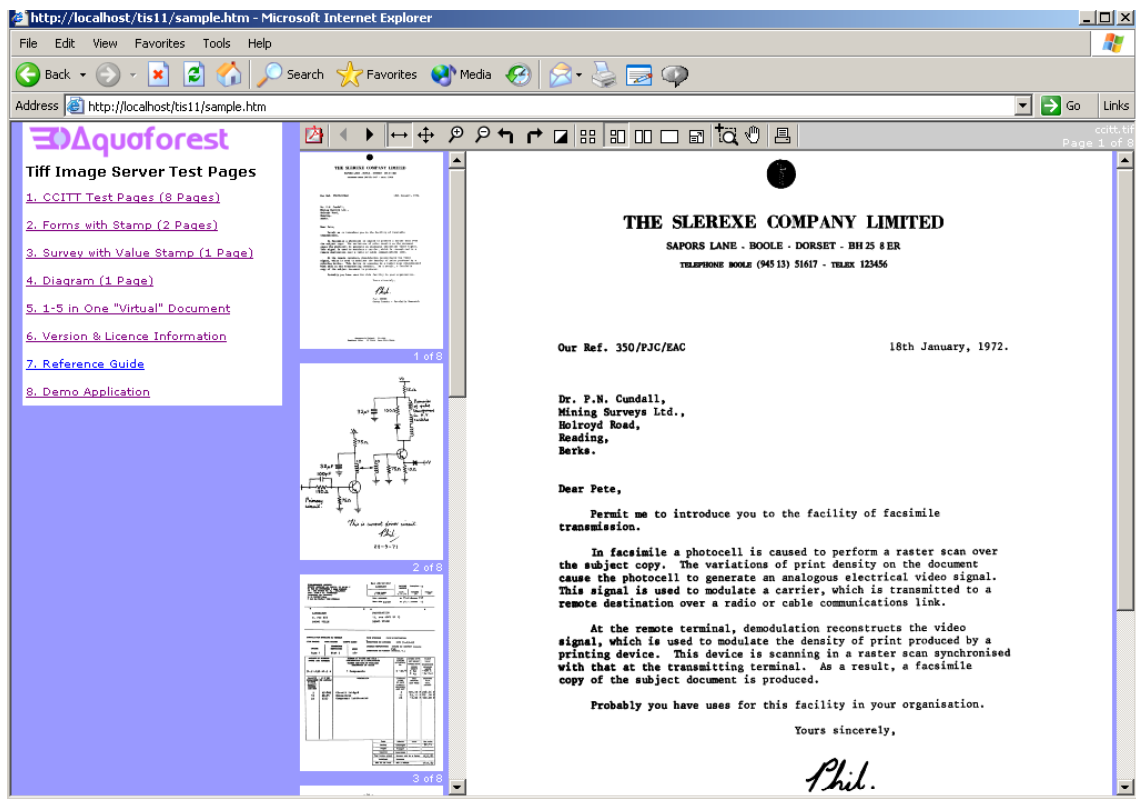 http://localhost/tis11/sample.htm - Microsoft Internet Explorer
File Edit View Favorites Tools Help
Back Search Favorites Media
Address http://localhost/tis11/sample.htm Go Links
Aquaforest
Tiff Image Server Test Pages
1. CCITT Test Pages (8 Pages)
2. Forms with Stamp (2 Pages)
3. Survey with Value Stamp (1 Page)
4. Diagram (1 Page)
5. 1-5 in One "Virtual" Document
6. Version & Licence Information
7. Reference Guide
8. Demo Application
ccitt.tif
Page 1 of 8
THE SLEREXE COMPANY LIMITED
1 of 8
This is correct
Phil
2 of 8
3 of 8
THE SLEREXE COMPANY LIMITED
SAPORS LANE - BOOLE - DORSET - BH 25 8 ER
TELEPHONE BOOLE (945 13) 51617 - TELEX 123456
Our Ref. 350/PJC/EAC 18th January, 1972.
Dr. P.N. Cundall,
Mining Surveys Ltd.,
Holroyd Road,
Reading,
Berks.
Dear Pete,
Permit me to introduce you to the facility of facsimile
transmission.
In facsimile a photocell is caused to perform a raster scan over
the subject copy. The variations of print density on the document
cause the photocell to generate an analogous electrical video signal.
This signal is used to modulate a carrier, which is transmitted to a
remote destination over a radio or cable communications link.
At the remote terminal, demodulation reconstructs the video
signal, which is used to modulate the density of print produced by a
printing device. This device is scanning in a raster scan synchronised
with that at the transmitting terminal. As a result, a facsimile
copy of the subject document is produced.
Probably you have uses for this facility in your organisation.
Yours sincerely,
Phil.